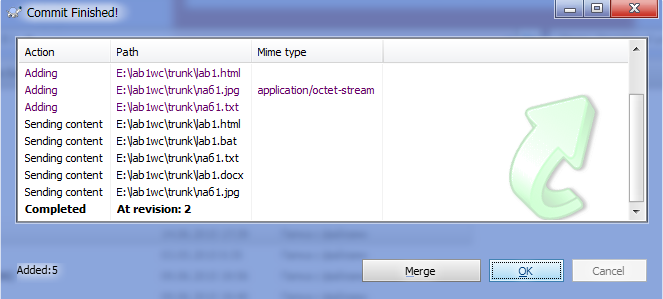 Commit Finished!
Action Path Mime type
Adding E:\lab1wc\trunk\lab1.html
Adding E:\lab1wc\trunk\лаб1.jpg application/octet-stream
Adding E:\lab1wc\trunk\лаб1.txt
Sending content E:\lab1wc\trunk\lab1.html
Sending content E:\lab1wc\trunk\lab1.bat
Sending content E:\lab1wc\trunk\лаб1.txt
Sending content E:\lab1wc\trunk\lab1.docx
Sending content E:\lab1wc\trunk\лаб1.jpg
Completed At revision: 2
Added:5 Merge OK Cancel